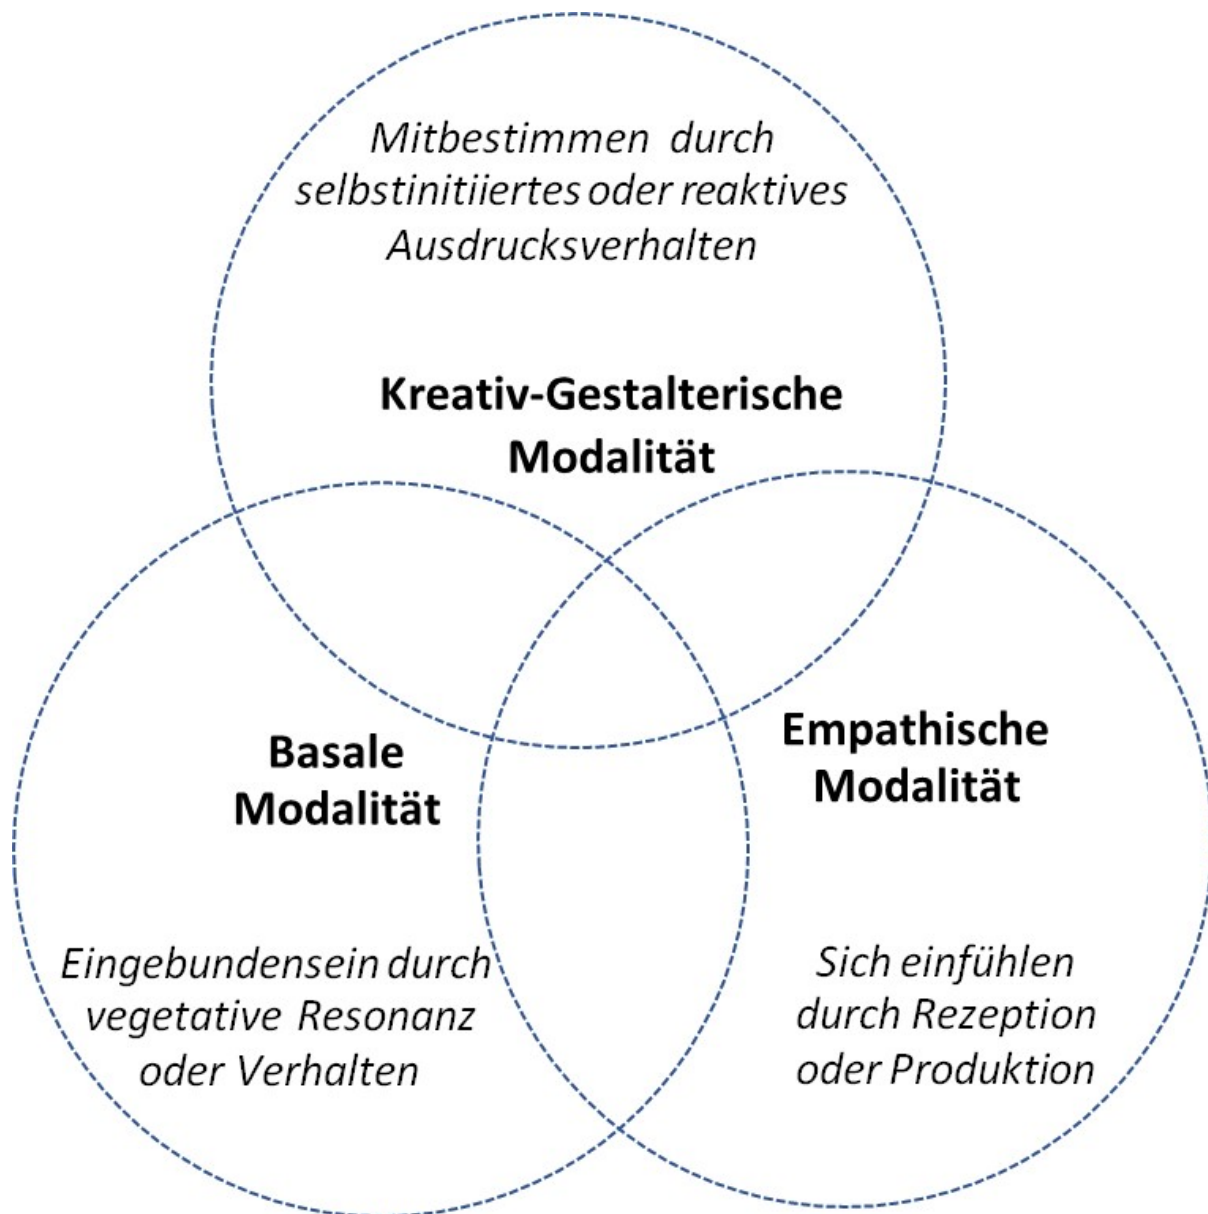 Mitbestimmen durch
selbstinitiiertes oder reaktives
Ausdrucksverhalten
Kreativ-Gestalterische
Modalität
Basale
Modalität
Empathische
Modalität
Eingebundensein durch
vegetative Resonanz
oder Verhalten
Sich einfühlen
durch Rezeption
oder Produktion